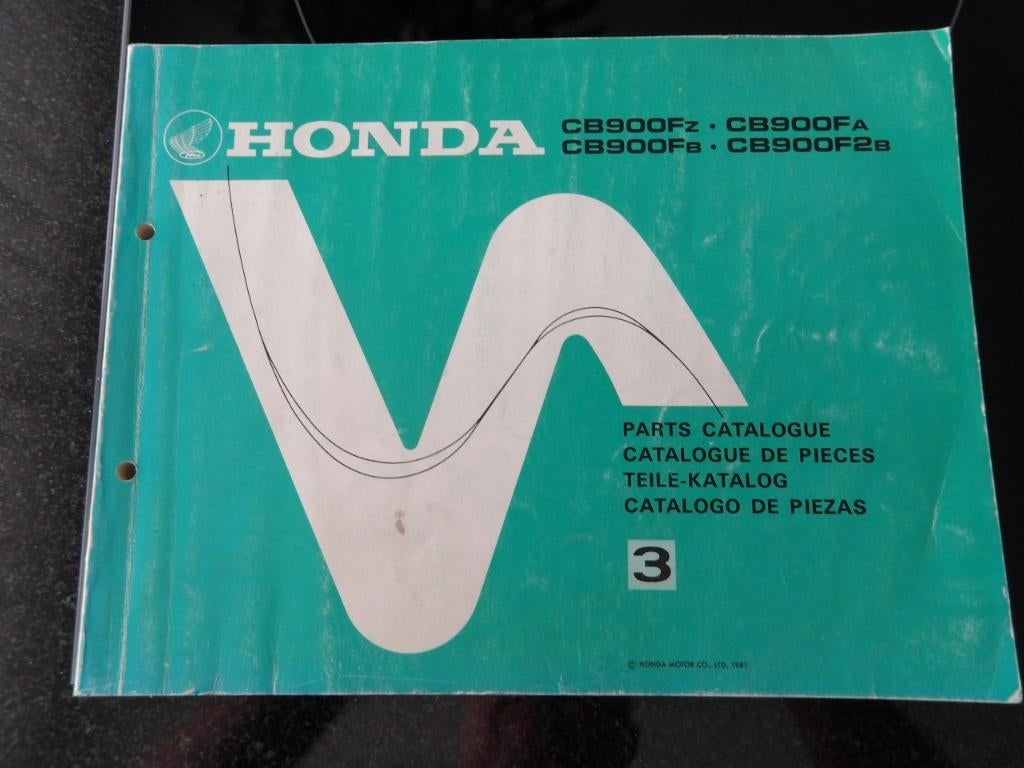 HONDA
CB900FZ · CB900FA
CB900FB · CB900F2B
PARTS CATALOGUE
CATALOGUE DE PIECES
TEILE-KATALOG
CATALOGO DE PIEZAS
3
© HONDA MOTOR CO., LTD. 1981